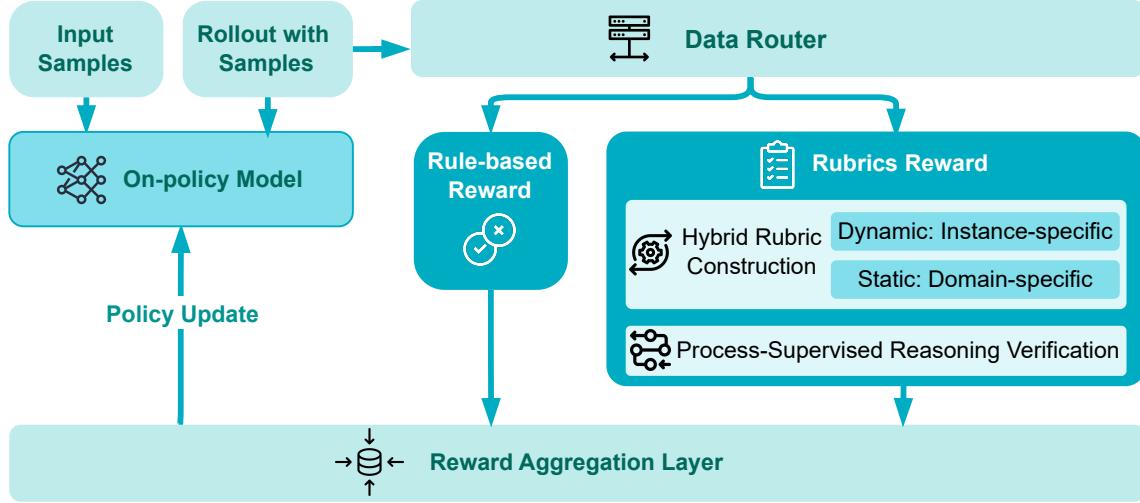 Input
Samples
Rollout with
Samples
Data Router
On-policy Model
Rule-based
Reward
Rubrics Reward
Hybrid Rubric
Construction
Dynamic: Instance-specific
Static: Domain-specific
Process-Supervised Reasoning Verification
Policy Update
Reward Aggregation Layer